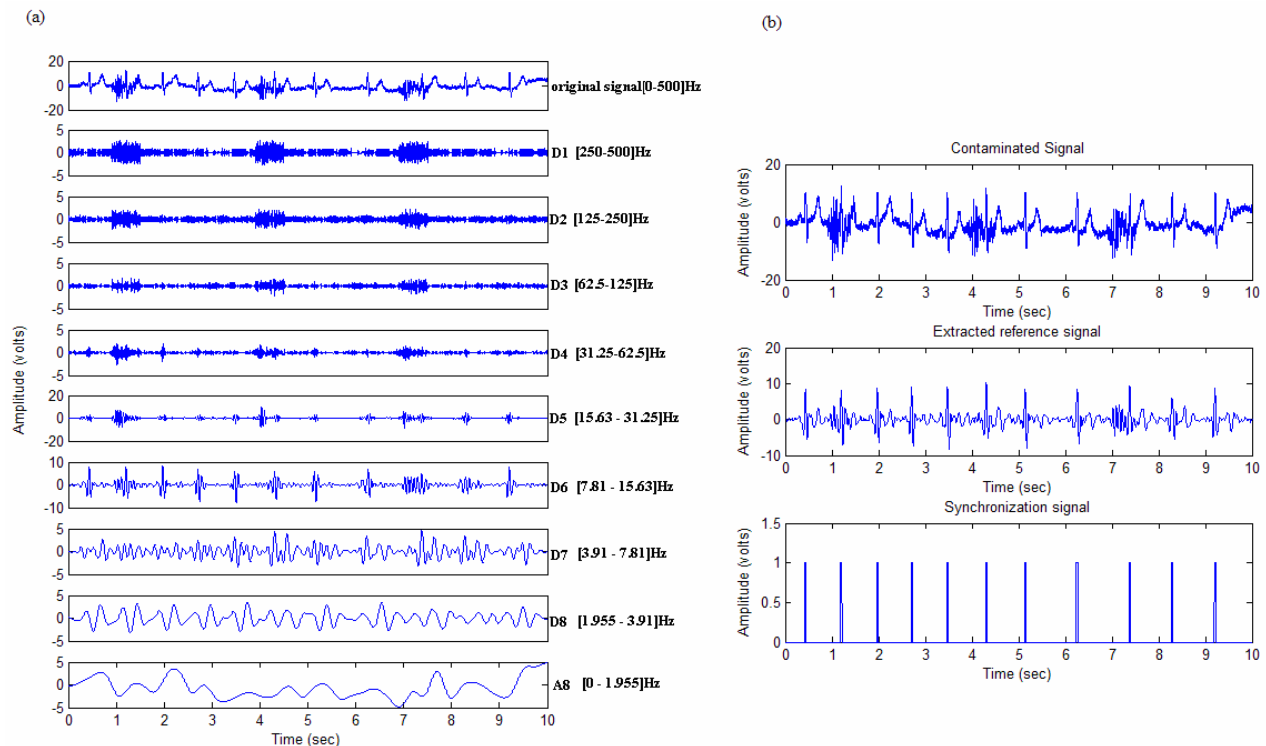 (a)
20
0
-20
original signal[0-500]Hz
5
0
-5
D1 [250-500]Hz
5
0
-5
D2 [125-250]Hz
5
0
-5
D3 [62.5-125]Hz
5
0
-5
D4 [31.25-62.5]Hz
20
0
-20
D5 [15.63 - 31.25]Hz
10
0
-10
D6 [7.81 - 15.63]Hz
5
0
-5
D7 [3.91 - 7.81]Hz
5
0
-5
D8 [1.955 - 3.91]Hz
5
0
-5
A8 [0 - 1.955]Hz
0 1 2 3 4 5 6 7 8 9 10
Time (sec)
Amplitude (volts)
(b)
Contaminated Signal
20
0
-20
Amplitude (volts)
0 1 2 3 4 5 6 7 8 9 10
Time (sec)
Extracted reference signal
20
10
0
-10
Amplitude (volts)
0 1 2 3 4 5 6 7 8 9 10
Time (sec)
Synchronization signal
1.5
1
0.5
0
Amplitude (volts)
0 1 2 3 4 5 6 7 8 9 10
Time (sec)